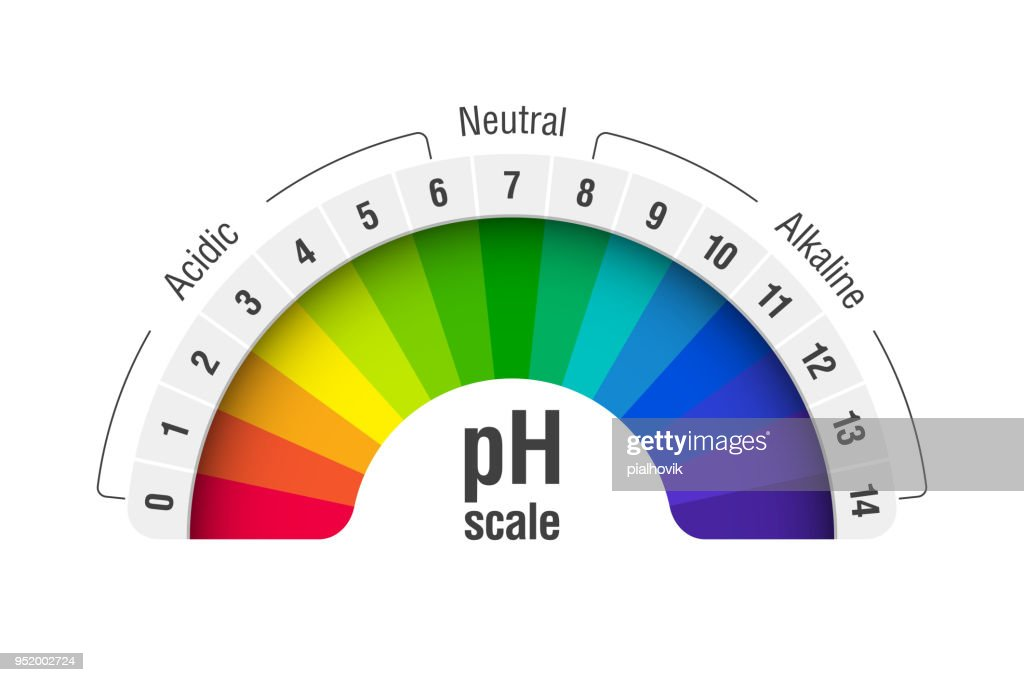 Neutral
Acidic
Alkaline
0
1
2
3
4
5
6
7
8
9
10
11
12
13
14
pH
scale
gettyimages
pialhovik
952002724